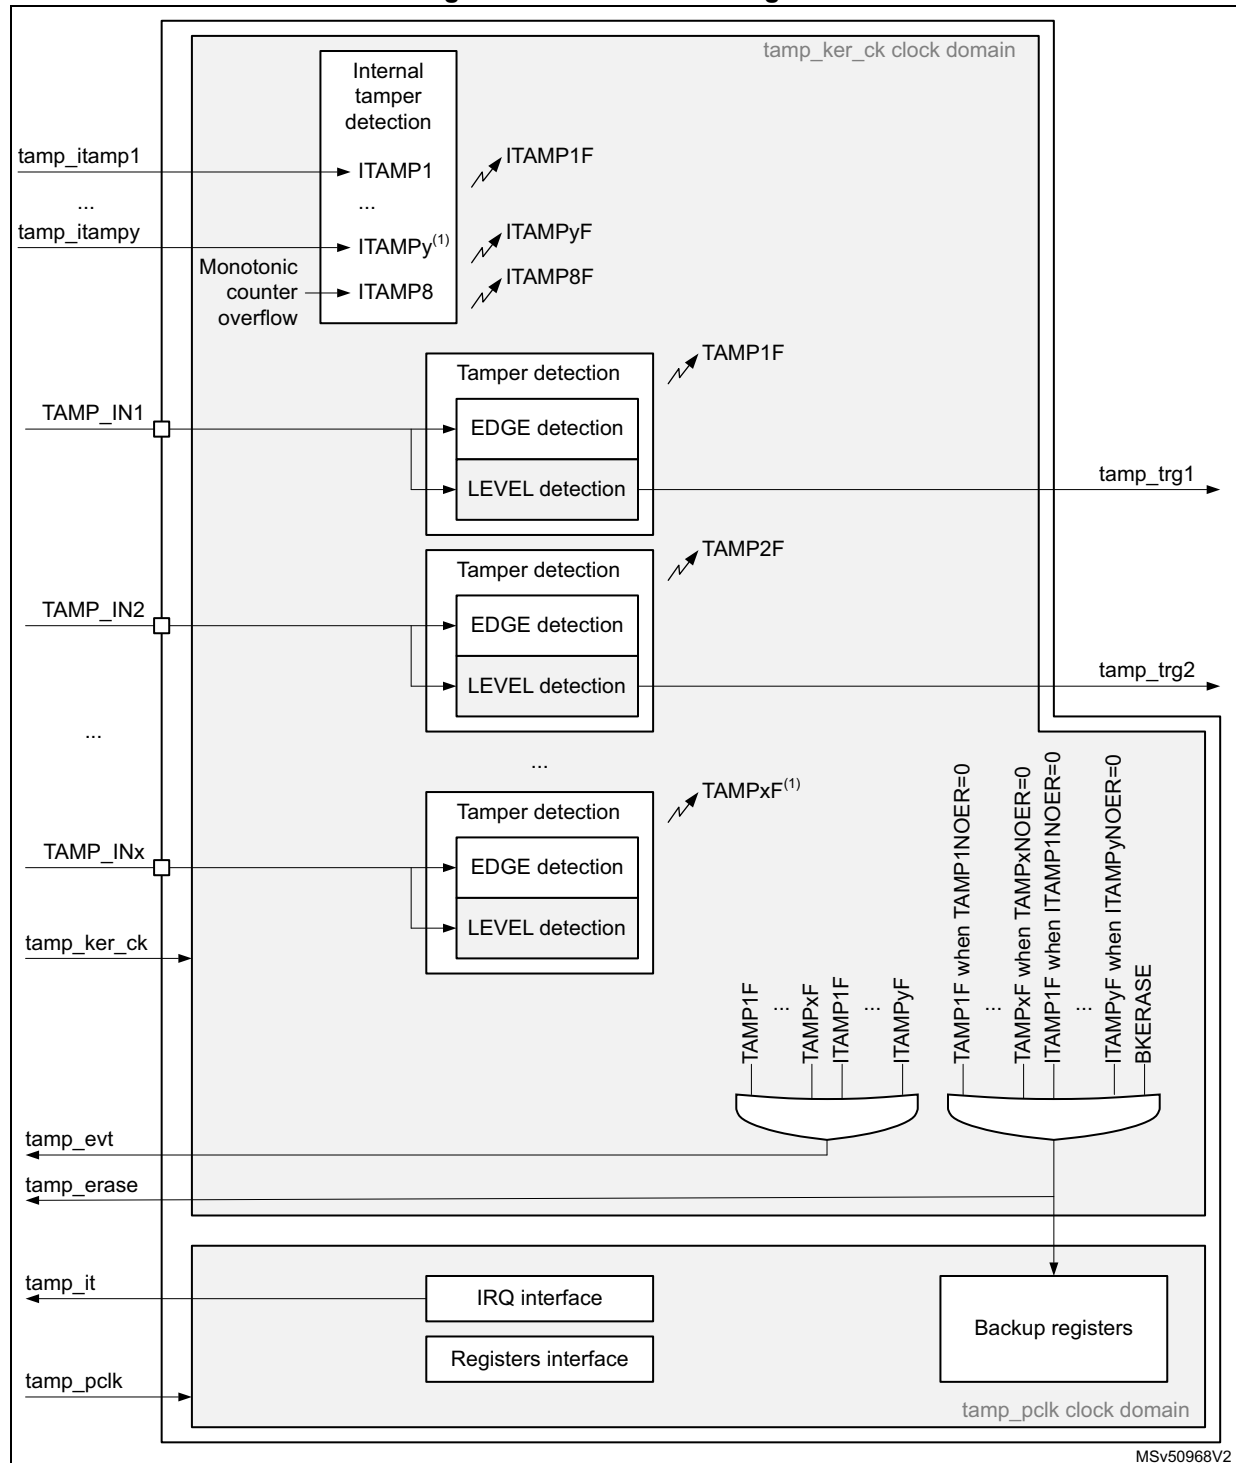 tamp_ker_ck clock domain
Internal
tamper
detection
tamp_itamp1
ITAMP1
ITAMP1F
...
...
tamp_itampy
ITAMPy(1)
ITAMPyF
Monotonic
counter
overflow
ITAMP8
ITAMP8F
TAMP1F
Tamper detection
TAMP_IN1
EDGE detection
LEVEL detection
tamp_trg1
TAMP2F
Tamper detection
TAMP_IN2
EDGE detection
LEVEL detection
tamp_trg2
...
...
TAMPxF(1)
Tamper detection
TAMP_INx
EDGE detection
LEVEL detection
tamp_ker_ck
TAMP1F
...
TAMPxF
ITAMP1F
...
ITAMPyF
TAMP1F when TAMP1NOER=0
...
TAMPxF when TAMPxNOER=0
ITAMP1F when ITAMP1NOER=0
...
ITAMPyF when ITAMPyNOER=0
BKERASE
tamp_evt
tamp_erase
tamp_it
IRQ interface
Backup registers
Registers interface
tamp_pclk
tamp_pclk clock domain
MSv50968V2